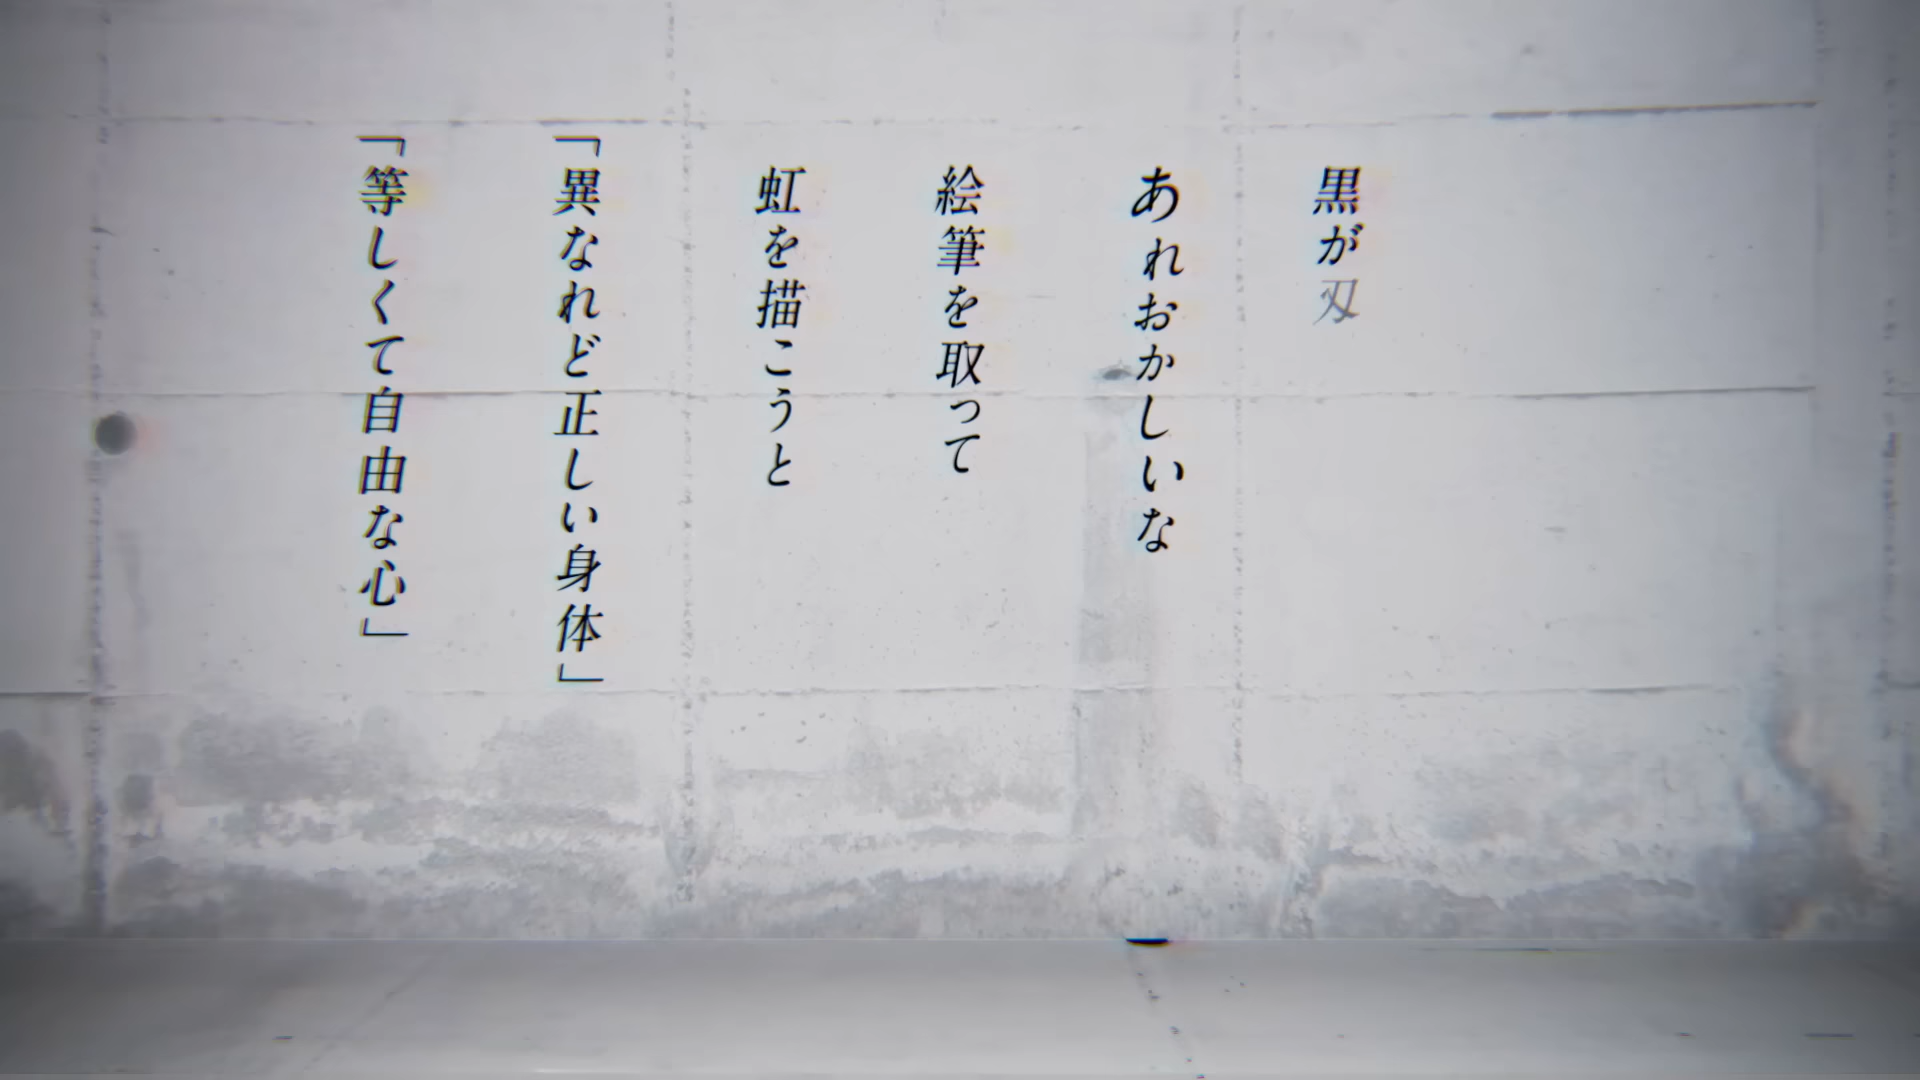 「等しくて自由な心」
「異なれど正しい身体」
虹を描こうと
絵筆を取って
あれおかしいな
黒が刃